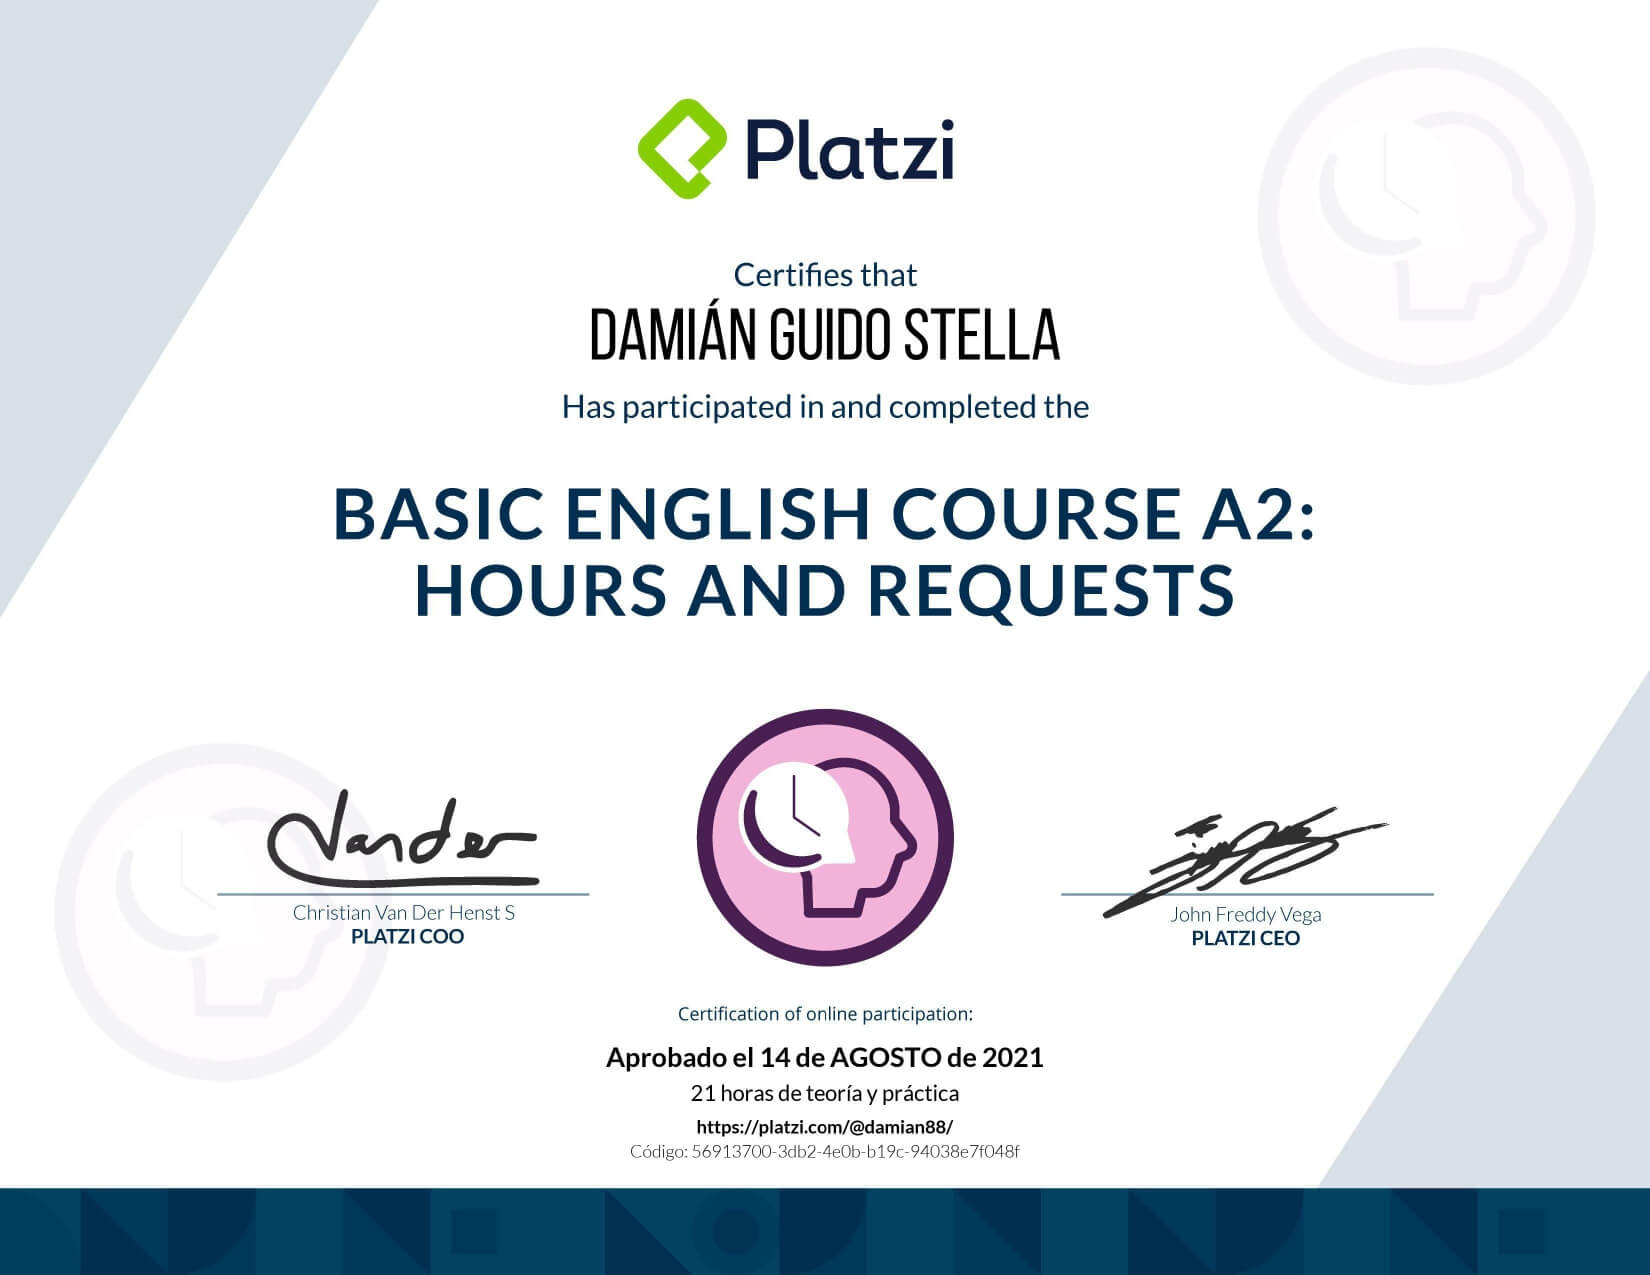 Platzi
Certifies that
DAMIÁN GUIDO STELLA
Has participated in and completed the
BASIC ENGLISH COURSE A2:
HOURS AND REQUESTS
Vander
Christian Van Der Henst S
PLATZI COO
John Freddy Vega
PLATZI CEO
Certification of online participation:
Aprobado el 14 de AGOSTO de 2021
21 horas de teoría y práctica
https://platzi.com/@damian88/
Código: 56913700-3db2-4e0b-b19c-94038e7f048f